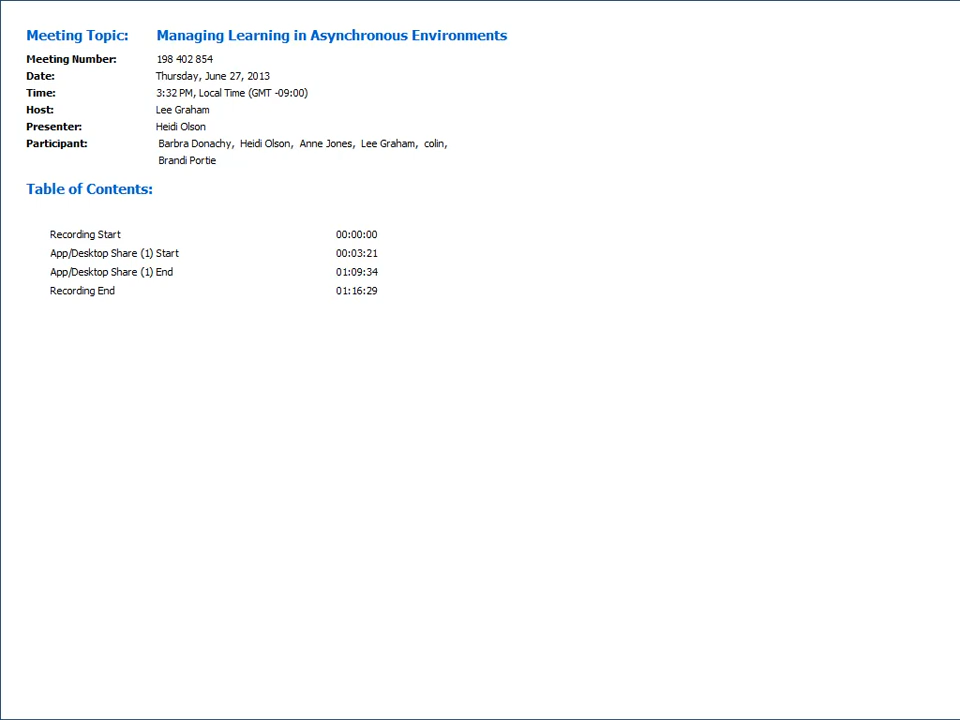 Meeting Topic: Managing Learning in Asynchronous Environments
Meeting Number: 198 402 854
Date: Thursday, June 27, 2013
Time: 3:32 PM, Local Time (GMT -09:00)
Host: Lee Graham
Presenter: Heidi Olson
Participant: Barbra Donachy, Heidi Olson, Anne Jones, Lee Graham, colin,
Brandi Portie
Table of Contents:
Recording Start 00:00:00
App/Desktop Share (1) Start 00:03:21
App/Desktop Share (1) End 01:09:34
Recording End 01:16:29